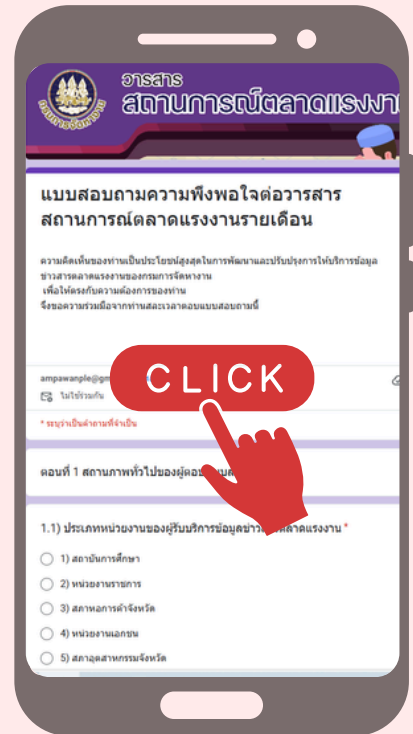 วารสาร
สถานการณ์ตลาดแรงงา
แบบสอบถามความพึงพอใจต่อวารสาร
สถานการณ์ตลาดแรงงานรายเดือน
ความคิดเห็นของท่านเป็นประโยชน์สูงสุดในการพัฒนาและปรับปรุงการให้บริการข้อมูล
ข่าวสารตลาดแรงงานของกรมการจัดหางาน
เพื่อให้ตรงกับความต้องการของท่าน
จึงขอความร่วมมือจากท่านสละเวลาตอบแบบสอบถามนี้
CLICK
ampawanple@gm
ไม่ใช่ร่วมกัน
* ระบุว่าเป็นคำถามที่จำเป็น
ตอนที่ 1 สถานภาพทั่วไปของผู้ตอบ
1.1) ประเภทหน่วยงานของผู้รับบริการข้อมูลข่าว ตลาดแรงงาน *
1) สถาบันการศึกษา
2) หน่วยงานราชการ
3) สภาหอการค้าจังหวัด
4) หน่วยงานเอกชน
5) สภาอุตสาหกรรมจังหวัด